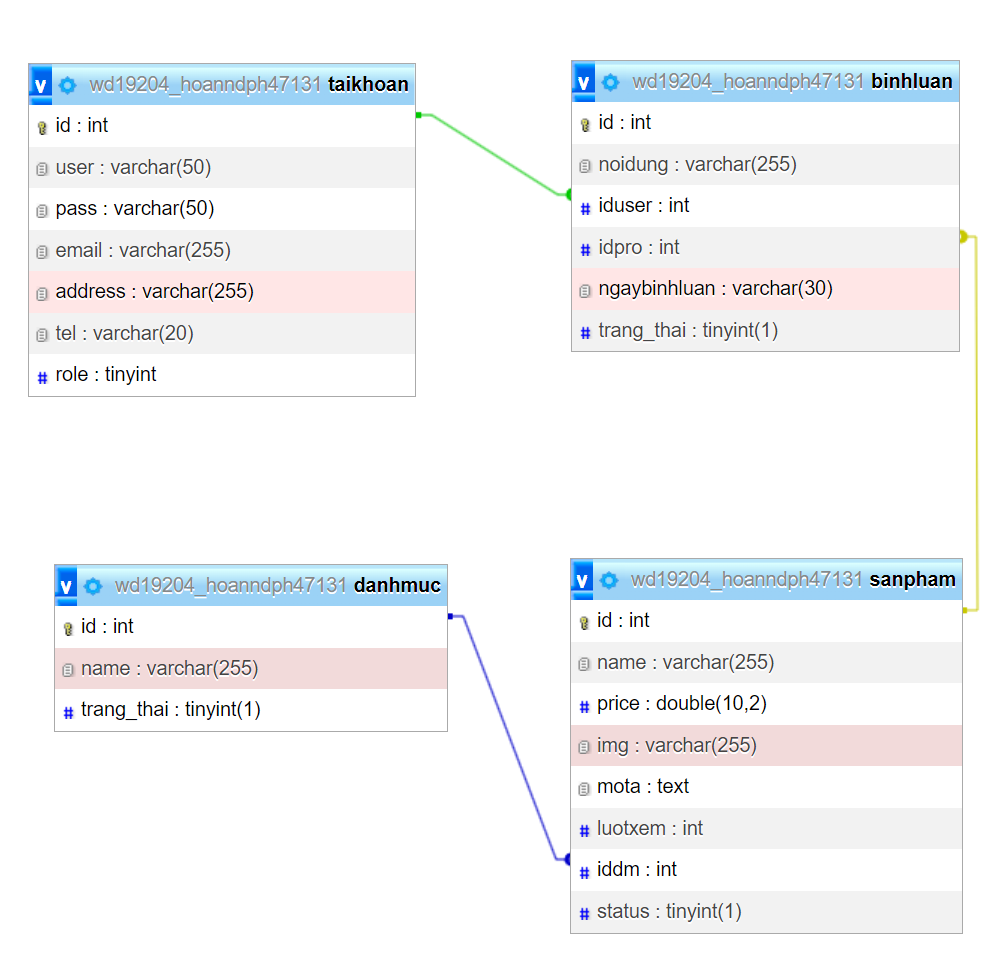 v wd19204_hoanndph47131 taikhoan
id : int
user : varchar(50)
pass : varchar(50)
email : varchar(255)
address : varchar(255)
tel : varchar(20)
# role : tinyint
v wd19204_hoanndph47131 binhluan
id : int
noidung : varchar(255)
# iduser : int
# idpro : int
ngaybinhluan : varchar(30)
# trang_thai : tinyint(1)
v wd19204_hoanndph47131 danhmuc
id : int
name : varchar(255)
# trang_thai : tinyint(1)
v wd19204_hoanndph47131 sanpham
id : int
name : varchar(255)
# price : double(10,2)
img : varchar(255)
mota : text
# luotxem : int
# iddm : int
# status : tinyint(1)